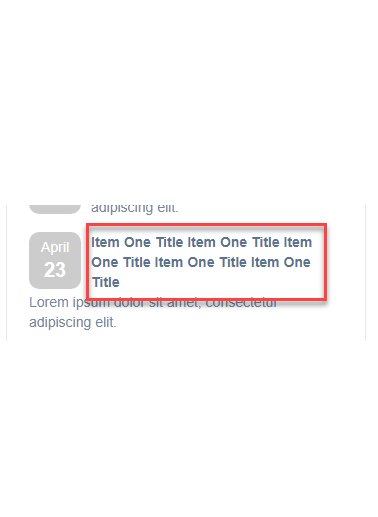 adipiscing elit.
April
23
Item One Title Item One Title Item
One Title Item One Title Item One
Title
Lorem ipsum dolor sit amet, consectetur
adipiscing elit.